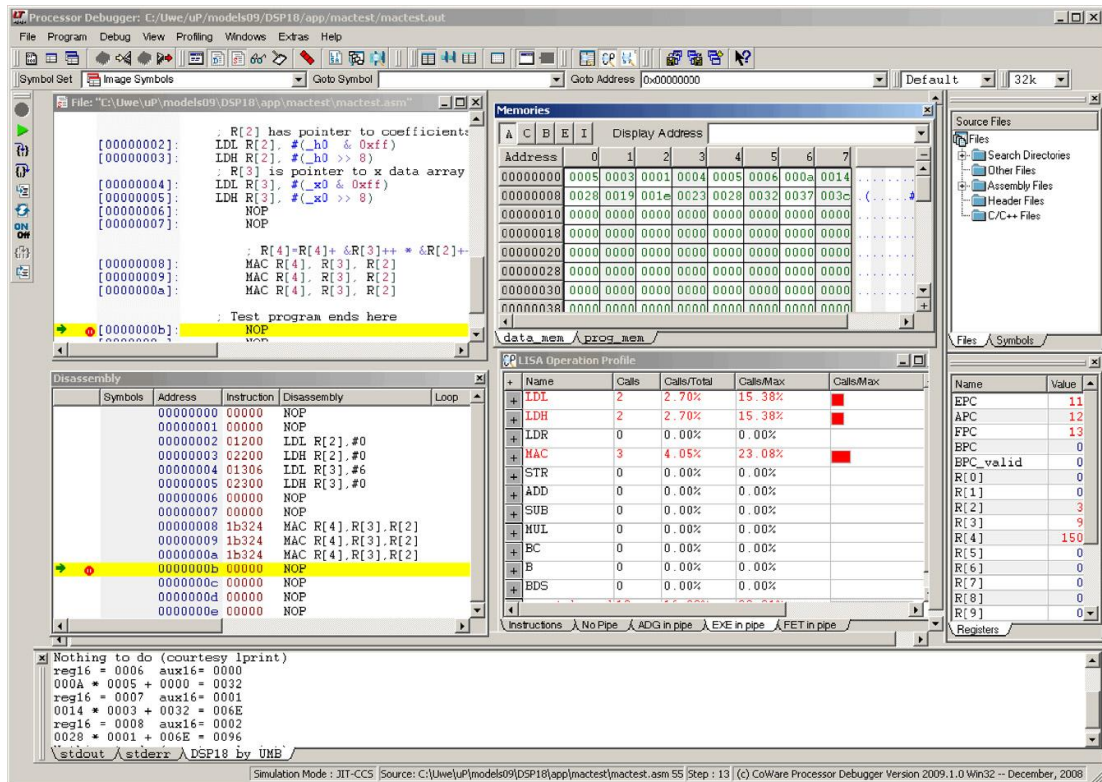 Processor Debugger: C:/Uwe/uP/models09/DSP18/app/mactest/mactest.out
File Program Debug View Profiling Windows Extras Help
Symbol Set Image Symbols Goto Symbol Goto Address 0x00000000 Default 32k
File: "C:\Uwe\uP\models09\DSP18\app\mactest\mactest.asm"
; R[2] has pointer to coefficients
[00000002]: LDL R[2], #(_h0 & 0xff)
[00000003]: LDH R[2], #(_h0 >> 8)
; R[3] is pointer to x data array
[00000004]: LDL R[3], #(_x0 & 0xff)
[00000005]: LDH R[3], #(_x0 >> 8)
[00000006]: NOP
[00000007]: NOP
; R[4]=R[4]+ &R[3]++ * &R[2]+
[00000008]: MAC R[4], R[3], R[2]
[00000009]: MAC R[4], R[3], R[2]
[0000000a]: MAC R[4], R[3], R[2]
; Test program ends here
[0000000b]: NOP
Memories
A C B E I Display Address
Address 0 1 2 3 4 5 6 7
00000000 0005 0003 0001 0004 0005 0006 000a 0014 ........
00000008 0028 0019 001e 0023 0028 0032 0037 003c .( ..... #
00000010 0000 0000 0000 0000 0000 0000 0000 0000
00000018 0000 0000 0000 0000 0000 0000 0000 0000
00000020 0000 0000 0000 0000 0000 0000 0000 0000
00000028 0000 0000 0000 0000 0000 0000 0000 0000
00000030 0000 0000 0000 0000 0000 0000 0000 0000
00000038 0000 0000 0000 0000 0000 0000 0000 0000
data_mem prog_mem
Source Files
Files
Search Directories
Other Files
Assembly Files
Header Files
C/C++ Files
Files Symbols
Disassembly
Symbols Address Instruction Disassembly Loop
00000000 00000 NOP
00000001 00000 NOP
00000002 01200 LDL R[2],#0
00000003 02200 LDH R[2],#0
00000004 01306 LDL R[3],#6
00000005 02300 LDH R[3],#0
00000006 00000 NOP
00000007 00000 NOP
00000008 1b324 MAC R[4],R[3],R[2]
00000009 1b324 MAC R[4],R[3],R[2]
0000000a 1b324 MAC R[4],R[3],R[2]
0000000b 00000 NOP
0000000c 00000 NOP
0000000d 00000 NOP
0000000e 00000 NOP
LISA Operation Profile
+ Name Calls Calls/Total Calls/Max Calls/Max
+ LDL 2 2.70% 15.38%
+ LDH 2 2.70% 15.38%
+ LDR 0 0.00% 0.00%
+ MAC 3 4.05% 23.08%
+ STR 0 0.00% 0.00%
+ ADD 0 0.00% 0.00%
+ SUB 0 0.00% 0.00%
+ MUL 0 0.00% 0.00%
+ BC 0 0.00% 0.00%
+ B 0 0.00% 0.00%
+ BDS 0 0.00% 0.00%
Instructions No Pipe ADG in pipe EXE in pipe FET in pipe
Name Value
EPC 11
APC 12
FPC 13
BPC 0
BPC_valid 0
R[0] 0
R[1] 0
R[2] 3
R[3] 9
R[4] 150
R[5] 0
R[6] 0
R[7] 0
R[8] 0
R[9] 0
Registers
Nothing to do (courtesy lprint)
reg16 = 0006 aux16= 0000
000A * 0005 + 0000 = 0032
reg16 = 0007 aux16= 0001
0014 * 0003 + 0032 = 006E
reg16 = 0008 aux16= 0002
0028 * 0001 + 006E = 0096
stdout stderr DSP18 by UMB
Simulation Mode : JIT-CCS Source: C:\Uwe\uP\models09\DSP18\app\mactest\mactest.asm 55 Step : 13 (c) CoWare Processor Debugger Version 2009.1.0 Win32 -- December, 2008